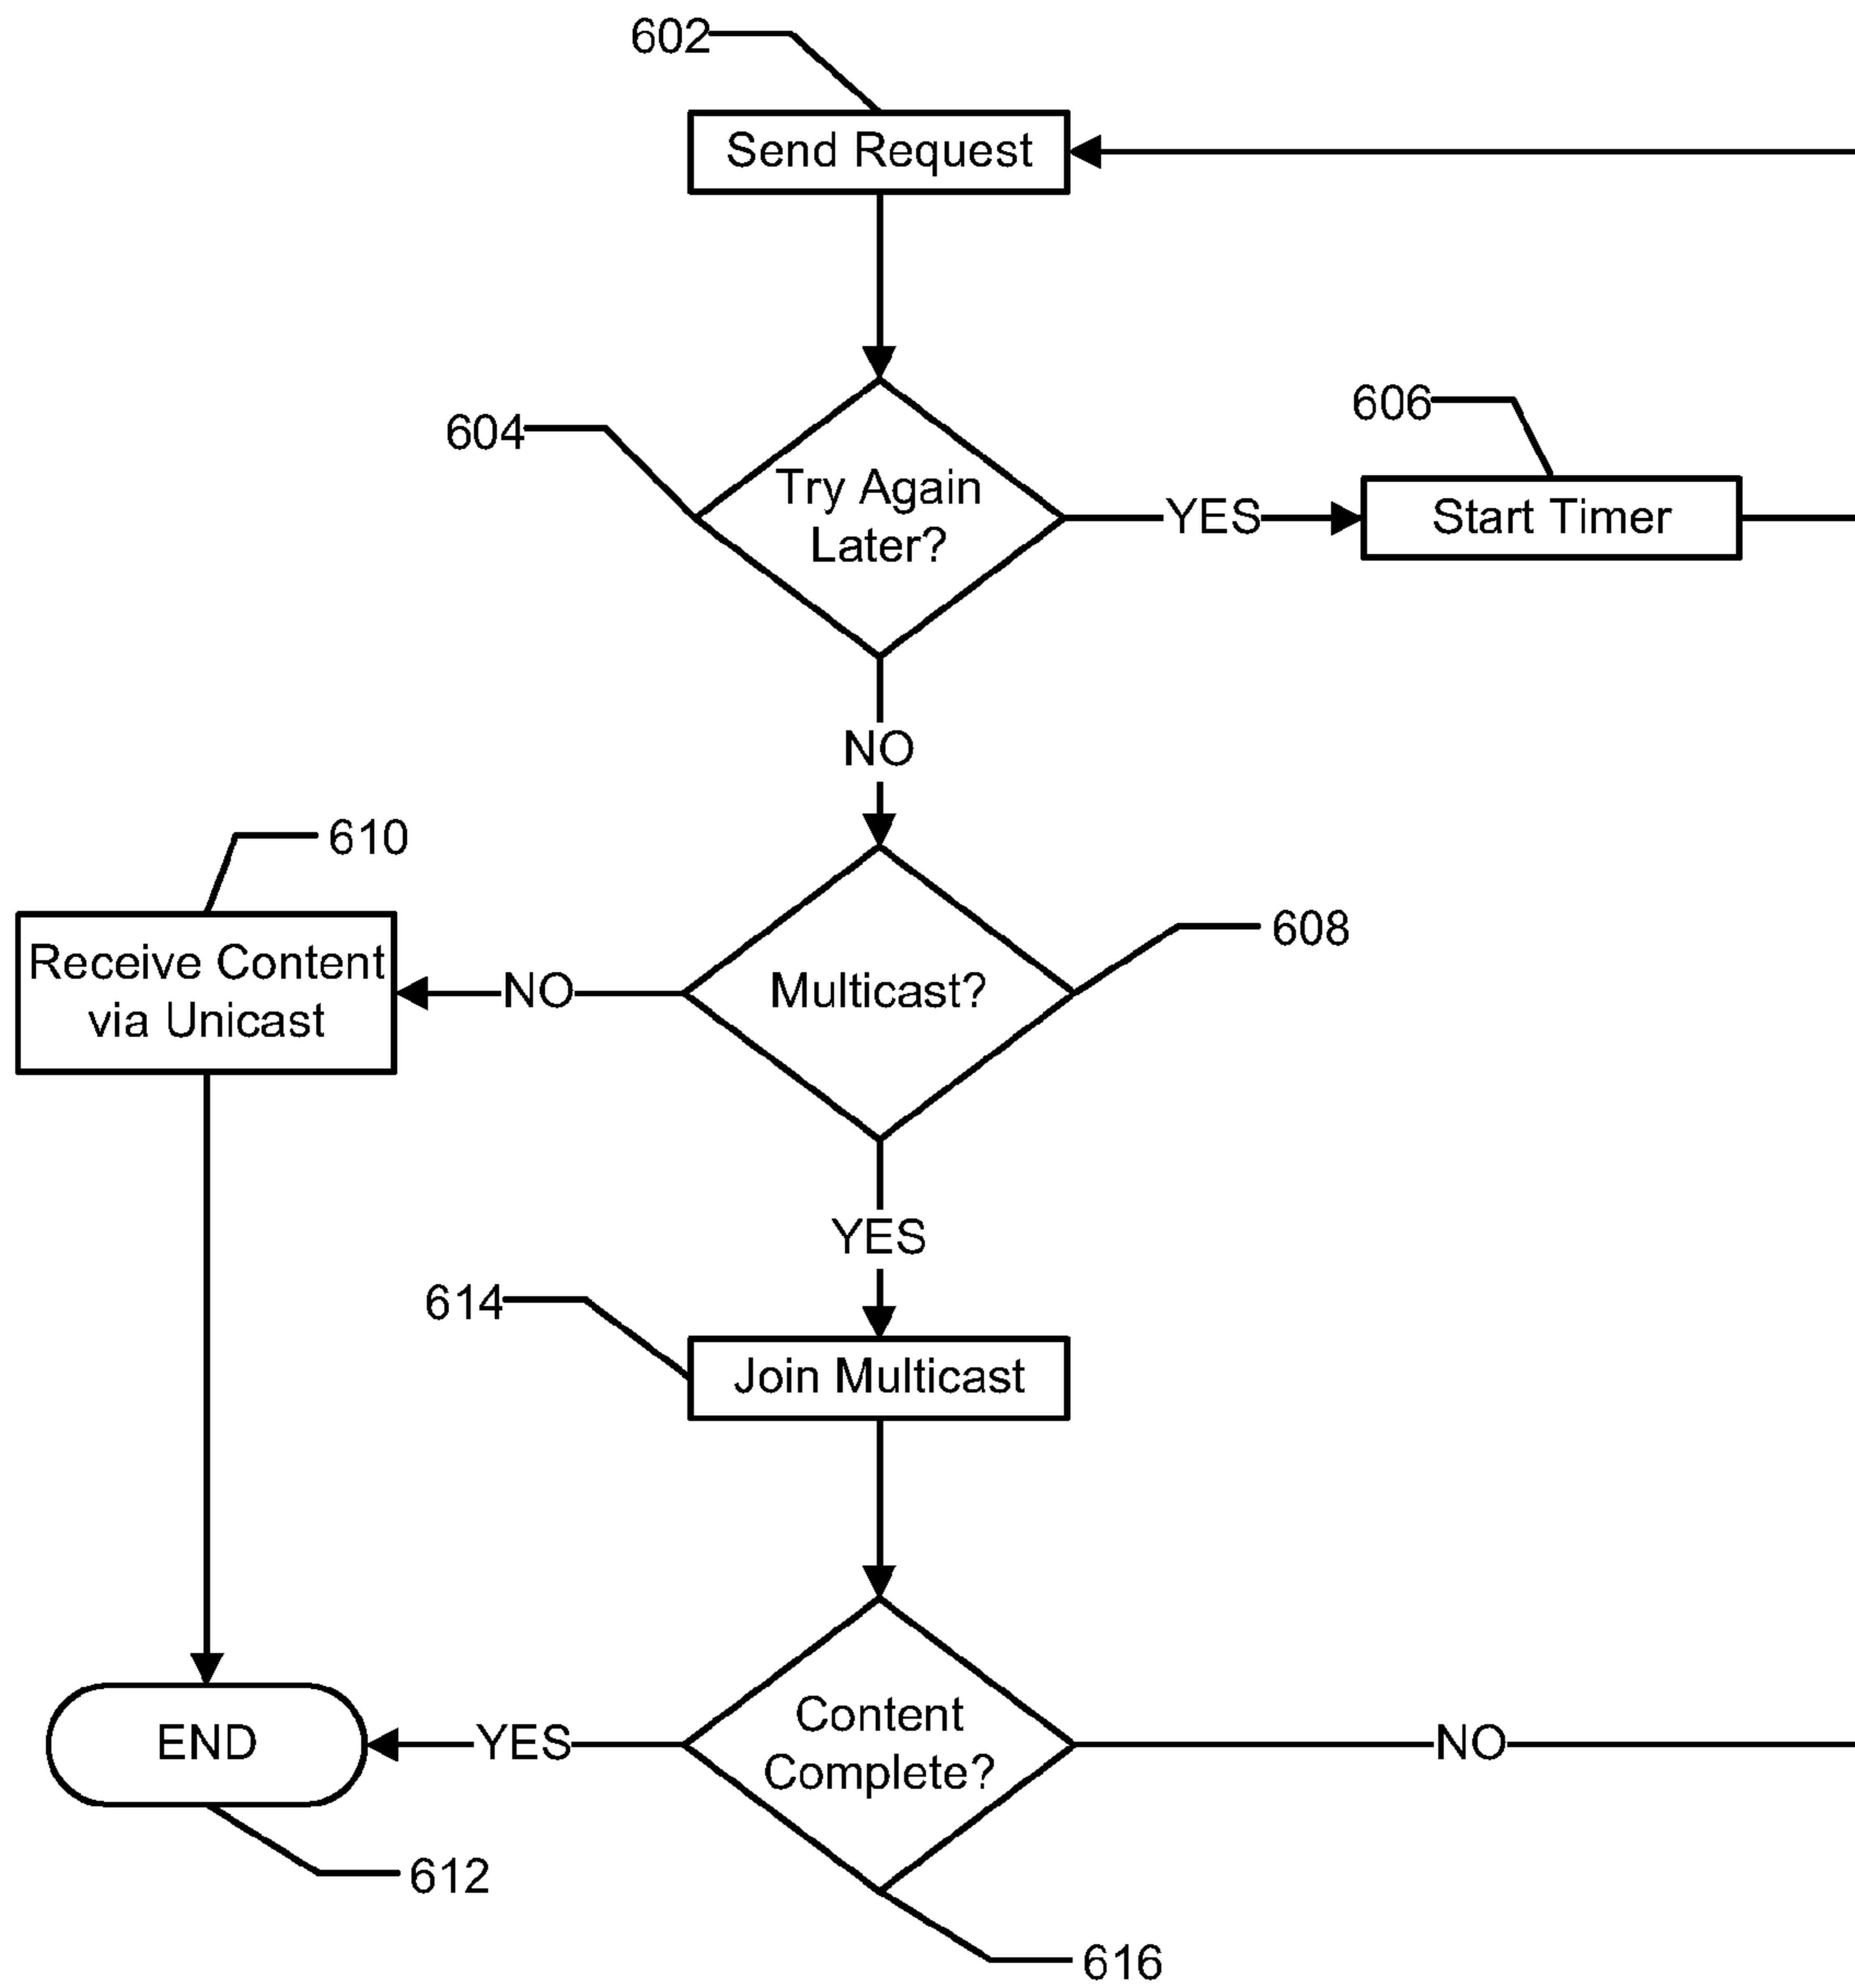 602
Send Request
604
Try Again
Later?
YES
606
Start Timer
NO
610
Receive Content
via Unicast
NO
Multicast?
608
YES
614
Join Multicast
END
YES
Content
Complete?
NO
612
616